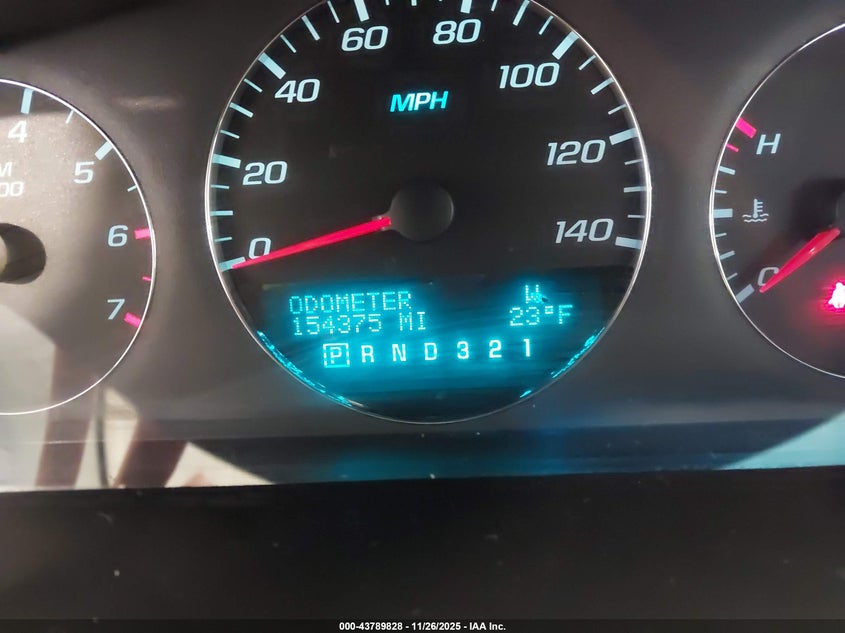 60 80
40 100
MPH
4
5
20 120
H
6
0 140
C
ODOMETER W
154375 MI 23°F
7
P R N D 3 2 1
000-43789828 - 11/26/2025 - IAA Inc.